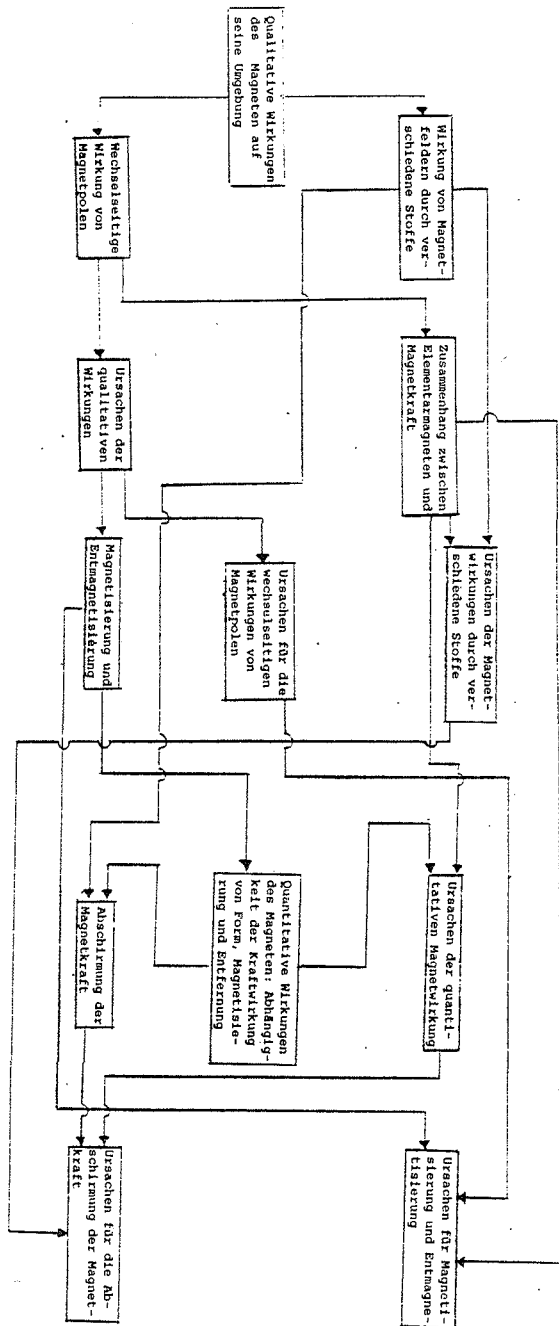 Qualitative Wirkungen
des Magneten auf
seine Umgebung
Wirkung von Magnet-
feldern durch ver-
schiedene Stoffe
Wechselseitige
Wirkung von
Magnetpolen
Zusammenhang zwischen
Elementarmagneten und
Magnetkraft
Ursachen der
qualitativen
Wirkungen
Ursachen der Magnet-
wirkungen durch ver-
schiedene Stoffe
Ursachen für die
wechsulseitigen
Wirkungen von
Magnetpolen
Magnetisierung und
Entmagnetisierung
Ursachen der quanti-
tativen Magnetwirkung
Quantitative Wirkungen
des Magneten: Abhängig-
keit der Kraftwirkung
von Form, Magnetisie-
rung und Entfernung
Abschirmung der
Magnetkraft
Ursachen für Magneti-
sierung und Entmagne-
tisierung
Ursachen für die Ab-
schirmung der Magnet-
kraft